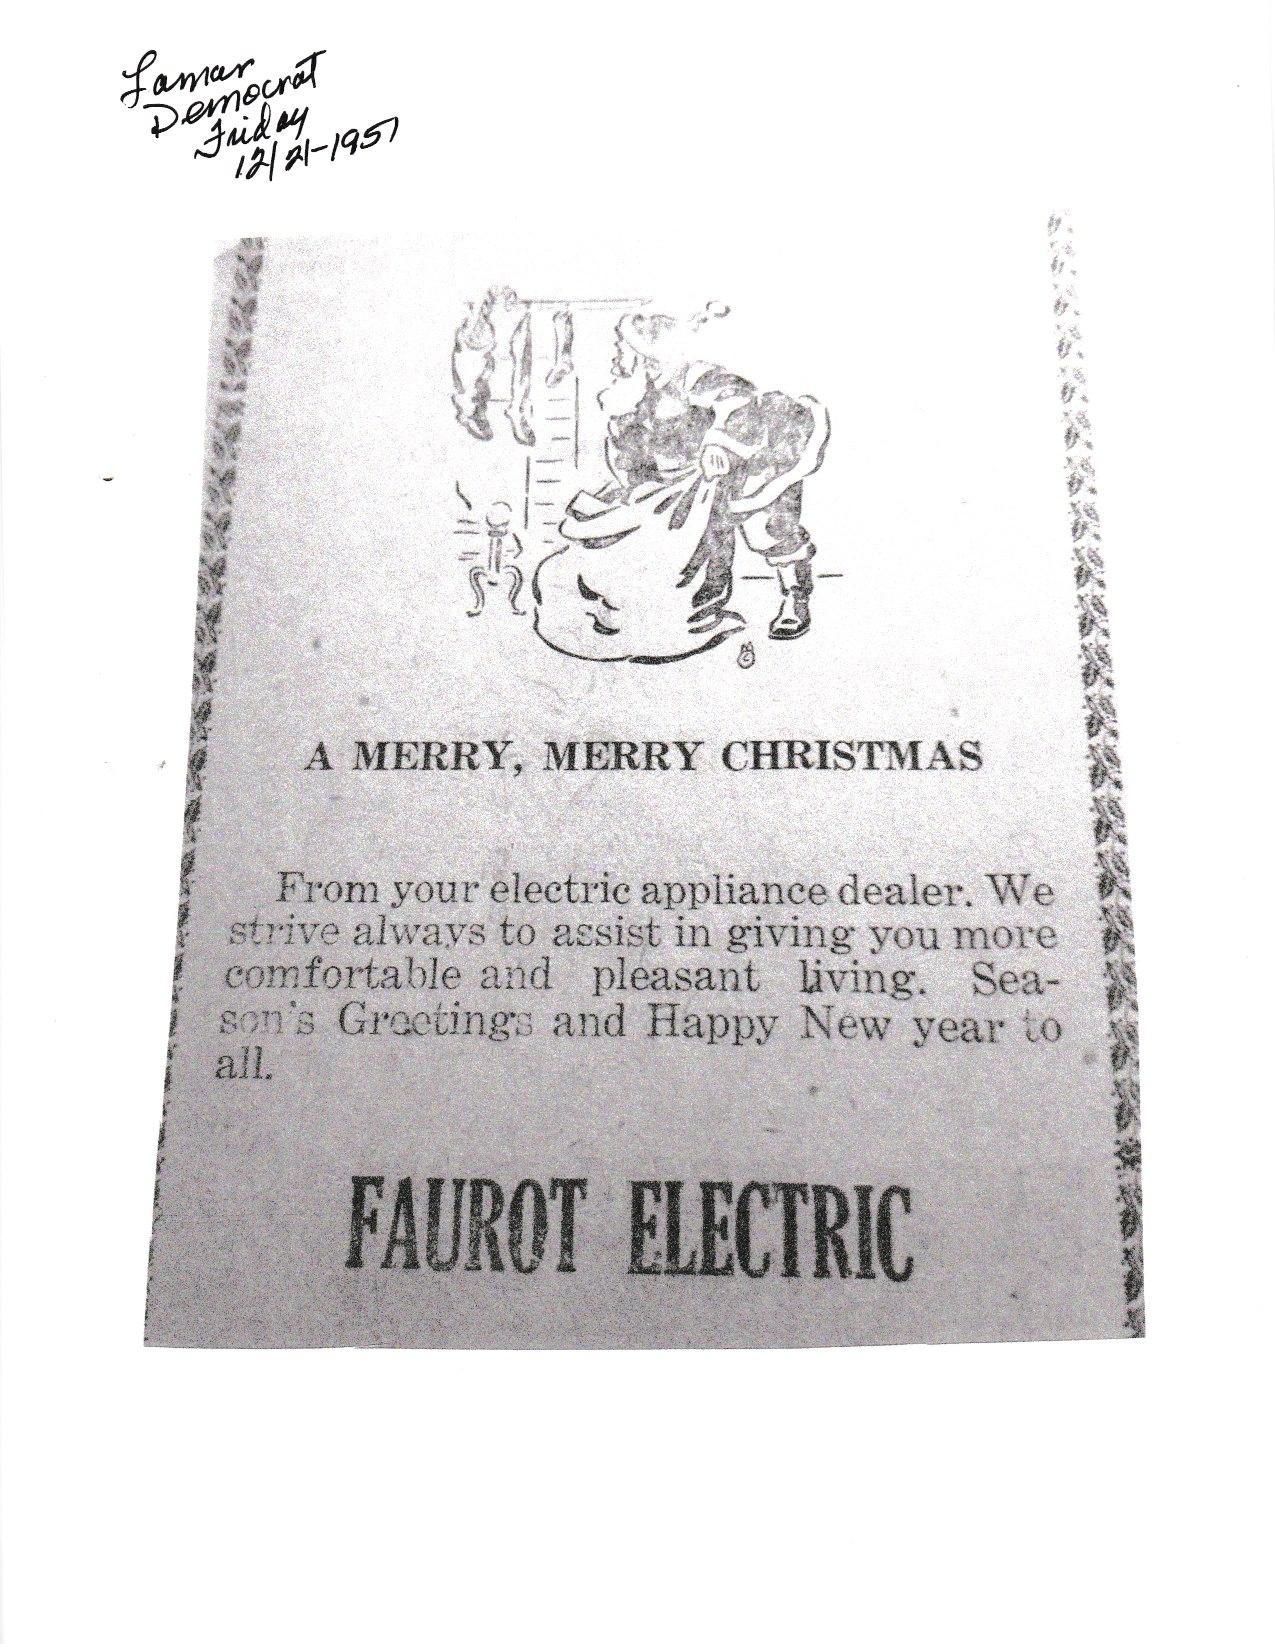 Lamar
Democrat
Friday
12/21-1951
A MERRY, MERRY CHRISTMAS
From your electric appliance dealer. We
strive always to assist in giving you more
comfortable and pleasant living. Sea-
son's Greetings and Happy New year to
all.
FAUROT ELECTRIC